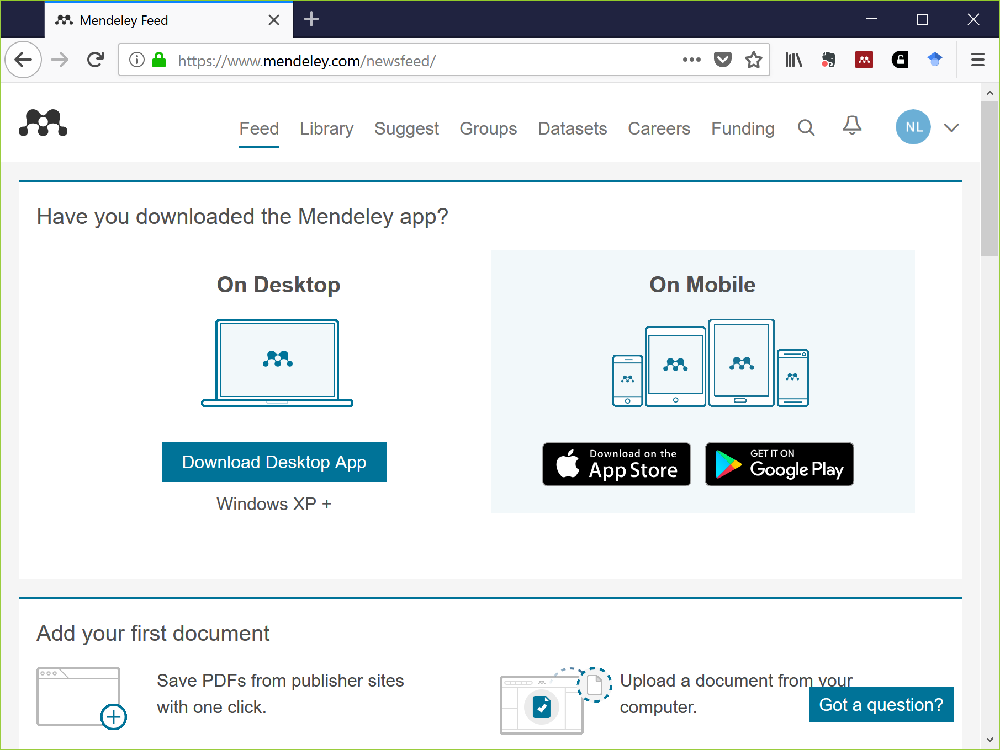 Mendeley Feed
https://www.mendeley.com/newsfeed/
Feed Library Suggest Groups Datasets Careers Funding NL
Have you downloaded the Mendeley app?
On Desktop
On Mobile
Download Desktop App
Windows XP +
Download on the
App Store
GET IT ON
Google Play
Add your first document
Save PDFs from publisher sites
with one click.
Upload a document from your
computer.
Got a question?